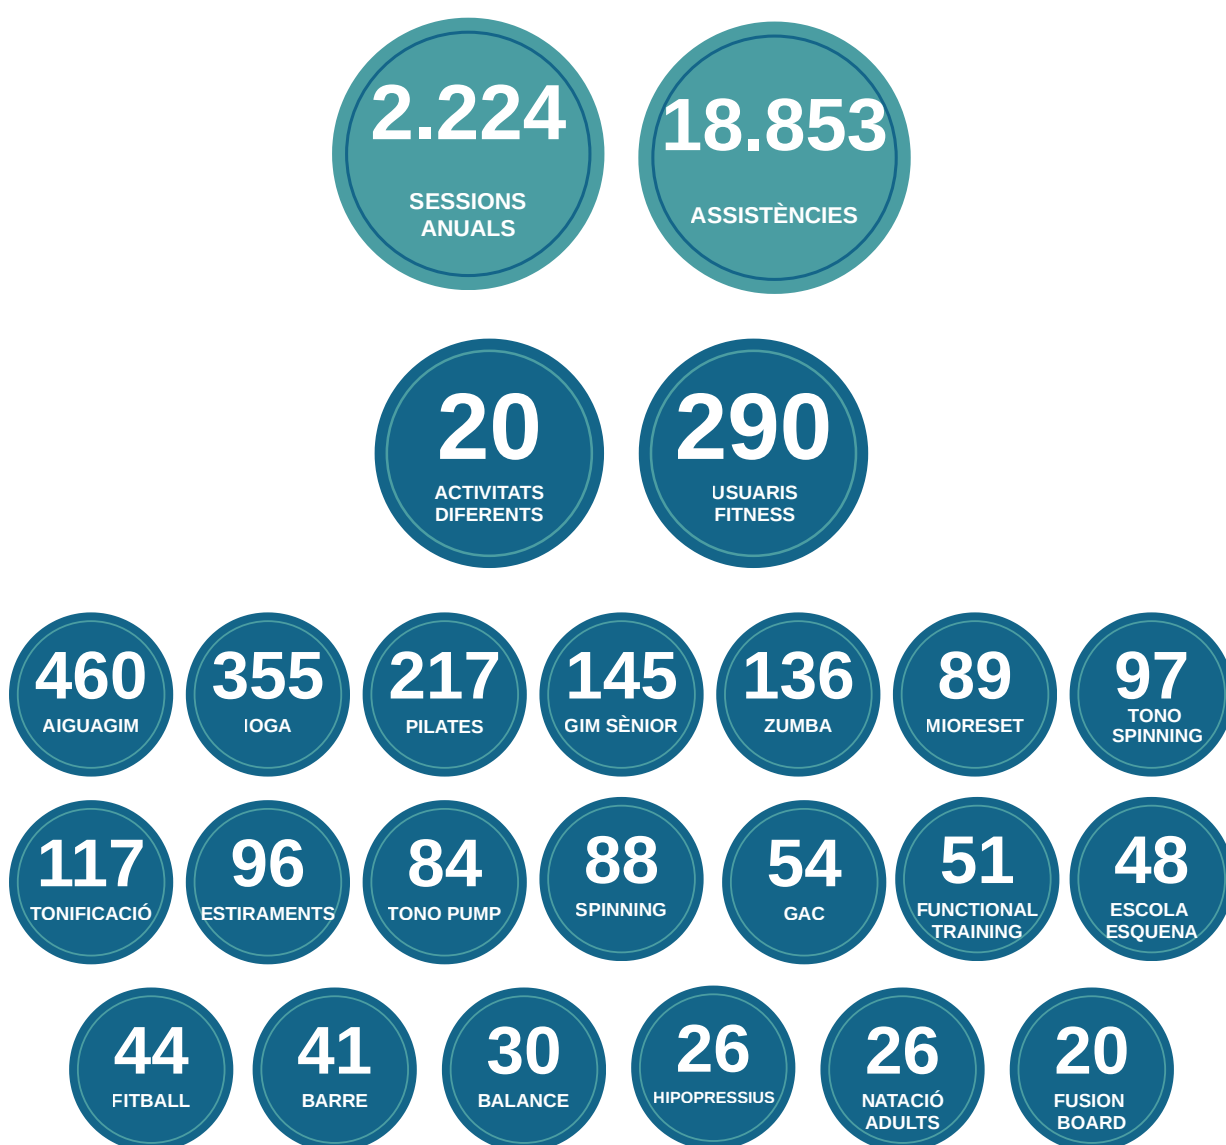 2.224
SESSIONS
ANUALS
18.853
ASSISTÈNCIES
20
ACTIVITATS
DIFERENTS
290
USUARIS
FITNESS
460
AIGUAGIM
355
IOGA
217
PILATES
145
GIM SÈNIOR
136
ZUMBA
89
MIORESET
97
TONO
SPINNING
117
TONIFICACIÓ
96
ESTIRAMENTS
84
TONO PUMP
88
SPINNING
54
GAC
51
FUNCTIONAL
TRAINING
48
ESCOLA
ESQUENA
44
FITBALL
41
BARRE
30
BALANCE
26
HIPOPRESSIUS
26
NATACIÓ
ADULTS
20
FUSION
BOARD